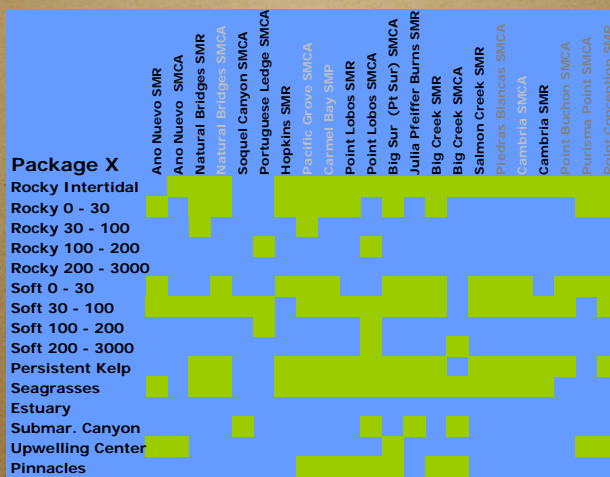 Ano Nuevo SMR
Ano Nuevo SMCA
Natural Bridges SMR
Natural Bridges SMCA
Soquel Canyon SMCA
Portuguese Ledge SMCA
Hopkins SMR
Pacific Grove SMCA
Carmel Bay SMP
Point Lobos SMR
Point Lobos SMCA
Big Sur (Pt Sur) SMCA
Julia Pfeiffer Burns SMR
Big Creek SMR
Big Creek SMCA
Salmon Creek SMR
Piedras Blancas SMCA
Cambria SMCA
Cambria SMR
Point Buchon SMCA
Purisma Point SMCA
Point Conception SMR
Package X
Rocky Intertidal
Rocky 0 - 30
Rocky 30 - 100
Rocky 100 - 200
Rocky 200 - 3000
Soft 0 - 30
Soft 30 - 100
Soft 100 - 200
Soft 200 - 3000
Persistent Kelp
Seagrasses
Estuary
Submar. Canyon
Upwelling Center
Pinnacles